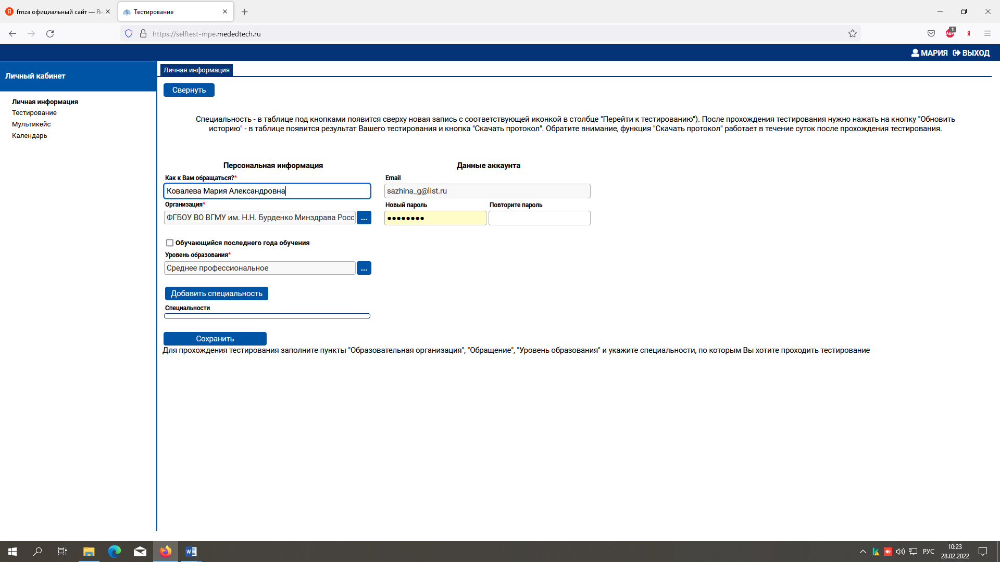 fmza официальный сайт — Ян
Тестирование
https://selftest-mpe.mededtech.ru
1
ABP
Я
МАРИЯ ВЫХОД
Личный кабинет
Личная информация
Тестирование
Мультикейс
Календарь
Личная информация
Свернуть
Специальность - в таблице под кнопками появится сверху новая запись с соответствующей иконкой в столбце "Перейти к тестированию"). После прохождения тестирования нужно нажать на кнопку "Обновить
историю" - в таблице появится результат Вашего тестирования и кнопка "Скачать протокол". Обратите внимание, функция "Скачать протокол" работает в течение суток после прохождения тестирования.
Персональная информация
Как к Вам обращаться?*
Ковалева Мария Александровна
Организация*
ФГБОУ ВО ВГМУ им. Н.Н. Бурденко Минздрава Росс
...
Обучающийся последнего года обучения
Уровень образования*
Среднее профессиональное
...
Добавить специальность
Специальности
Данные аккаунта
Email
sazhina_g@list.ru
Новый пароль Повторите пароль
●●●●●●●●
Сохранить
Для прохождения тестирования заполните пункты "Образовательная организация", "Обращение", "Уровень образования" и укажите специальности, по которым Вы хотите проходить тестирование
РУС
10:23
28.02.2022